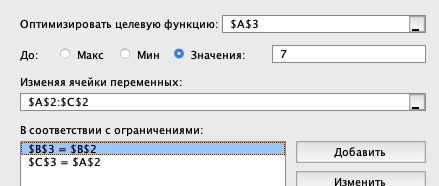 Оптимизировать целевую функцию: $A$3
До: Макс Мин Значения: 7
Изменяя ячейки переменных:
$A$2:$C$2
В соответствии с ограничениями:
$B$3 = $B$2
Добавить
$C$3 = $A$2
Изменить